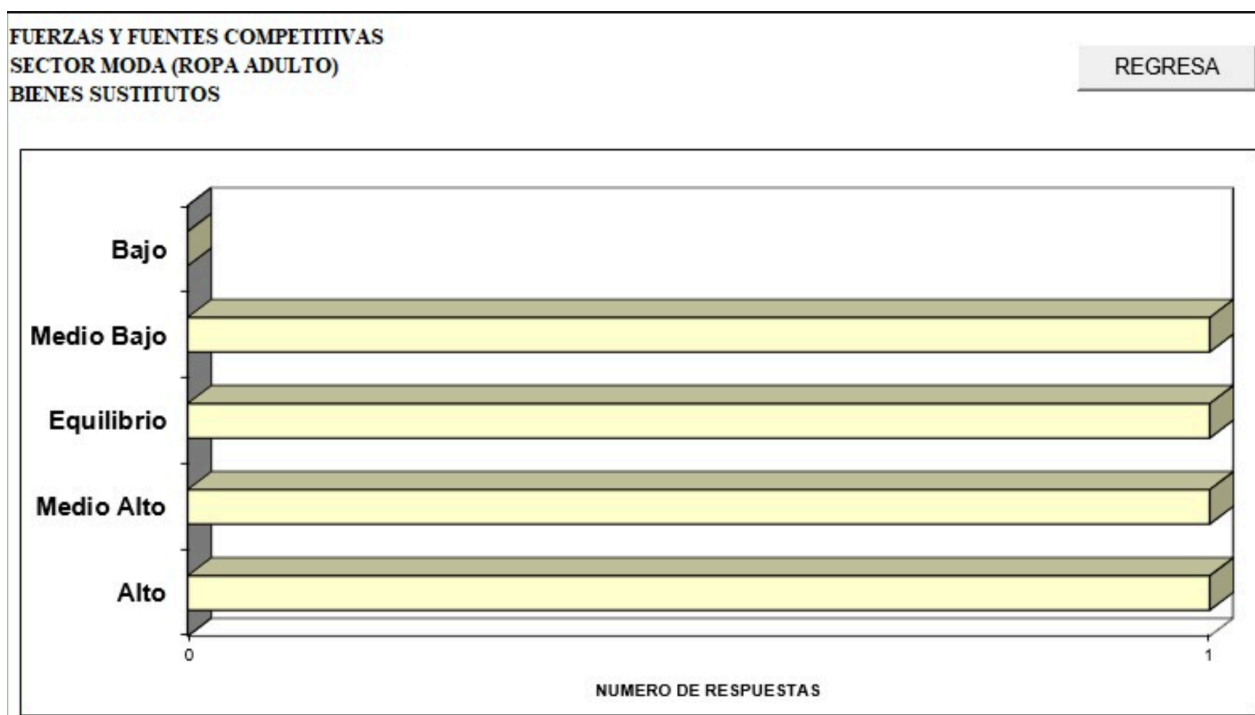 FUERZAS Y FUENTES COMPETITIVAS
SECTOR MODA (ROPA ADULTO)
BIENES SUSTITUTOS
REGRESA
Bajo
Medio Bajo
Equilibrio
Medio Alto
Alto
0 1
NUMERO DE RESPUESTAS